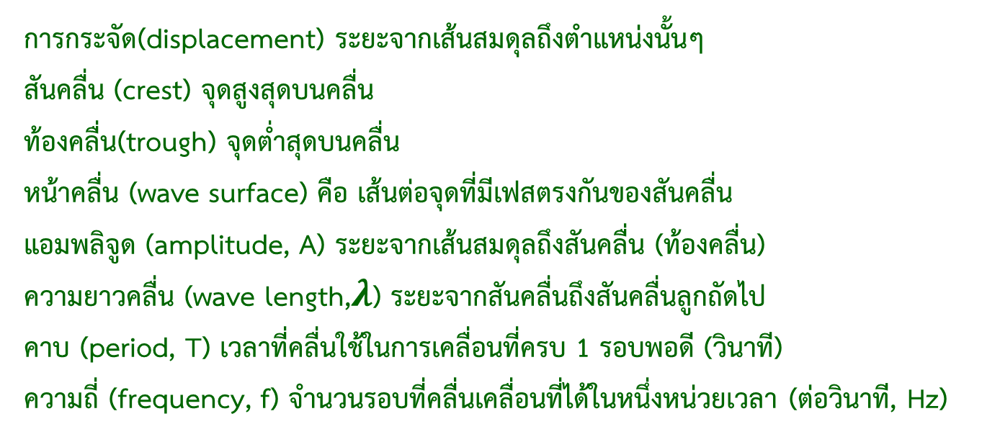 การกระจัด(displacement) ระยะจากเส้นสมดุลถึงตำแหน่งนั้นๆ
สันคลื่น (crest) จุดสูงสุดบนคลื่น
ท้องคลื่น(trough) จุดต่ำสุดบนคลื่น
หน้าคลื่น (wave surface) คือ เส้นต่อจุดที่มีเฟสตรงกันของสันคลื่น
แอมพลิจูด (amplitude, A) ระยะจากเส้นสมดุลถึงสันคลื่น (ท้องคลื่น)
ความยาวคลื่น (wave length,λ) ระยะจากสันคลื่นถึงสันคลื่นลูกถัดไป
คาบ (period, T) เวลาที่คลื่นใช้ในการเคลื่อนที่ครบ 1 รอบพอดี (วินาที)
ความถี่ (frequency, f) จำนวนรอบที่คลื่นเคลื่อนที่ได้ในหนึ่งหน่วยเวลา (ต่อวินาที, Hz)